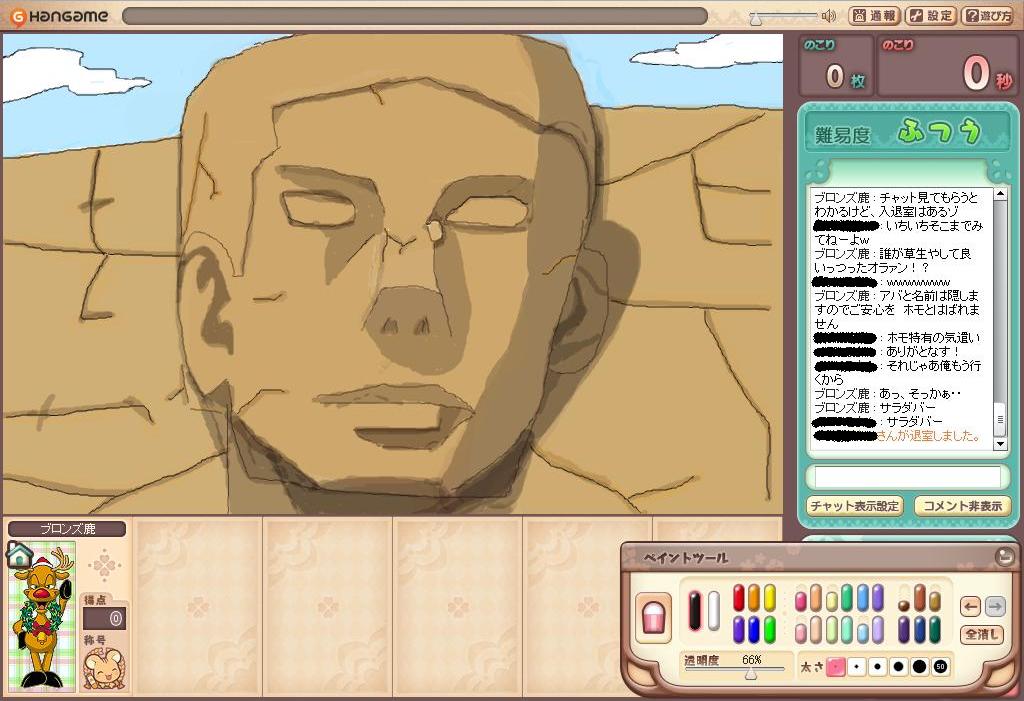 Hangame
通報
設定
遊び方
のこり
0枚
のこり
0秒
難易度 ふつう
ブロンズ鹿：チャット見てもらうと
わかるけど、入退室はあるゾ
：いちいちそこまでみ
てねーよw
ブロンズ鹿：誰が草生やして良
いっつったオラァン！？
：wwwwwwwww
ブロンズ鹿：アバと名前は隠しま
すのでご安心を ホモとはばれま
せん
：ホモ特有の気遣い
：ありがとなす！
：それじゃあ俺もう行
くから
ブロンズ鹿：あっ、そっかぁ‥
ブロンズ鹿：サラダバー
：サラダバー
さんが退室しました。
チャット表示設定
コメント非表示
ブロンズ鹿
得点
0
称号
ペイントツール
全消し
透明度 66%
太さ
50